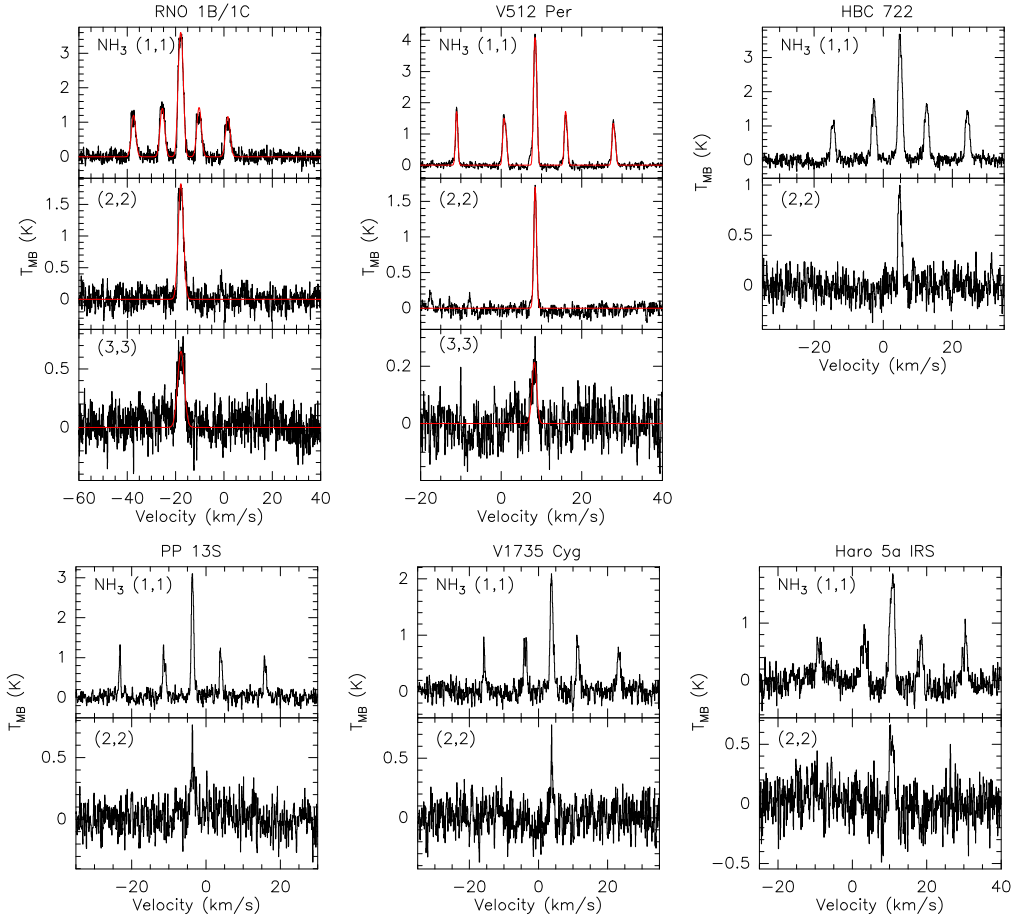 RNO 1B/1C
NH3 (1,1)
3
2
1
0
(2,2)
1.5
1
0.5
0
TMB (K)
(3,3)
0.5
0
−60 −40 −20 0 20 40
Velocity (km/s)
V512 Per
NH3 (1,1)
4
3
2
1
0
(2,2)
1.5
1
0.5
0
TMB (K)
(3,3)
0.2
0
−20 0 20 40
Velocity (km/s)
HBC 722
NH3 (1,1)
3
2
1
0
TMB (K)
(2,2)
1
0.5
0
−20 0 20
Velocity (km/s)
PP 13S
NH3 (1,1)
3
2
1
0
TMB (K)
(2,2)
0.5
0
−20 0 20
Velocity (km/s)
V1735 Cyg
NH3 (1,1)
2
1
0
TMB (K)
(2,2)
0.5
0
−20 0 20
Velocity (km/s)
Haro 5a IRS
NH3 (1,1)
1
0
TMB (K)
(2,2)
0.5
0
−0.5
−20 0 20 40
Velocity (km/s)